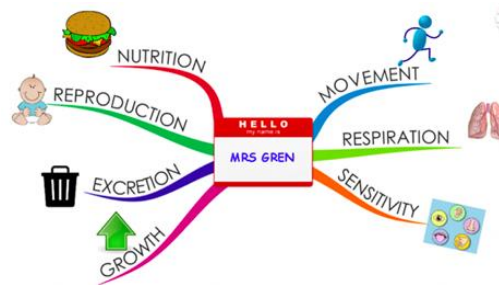 HELLO
my name is
MRS GREN
MOVEMENT
RESPIRATION
SENSITIVITY
GROWTH
EXCRETION
REPRODUCTION
NUTRITION